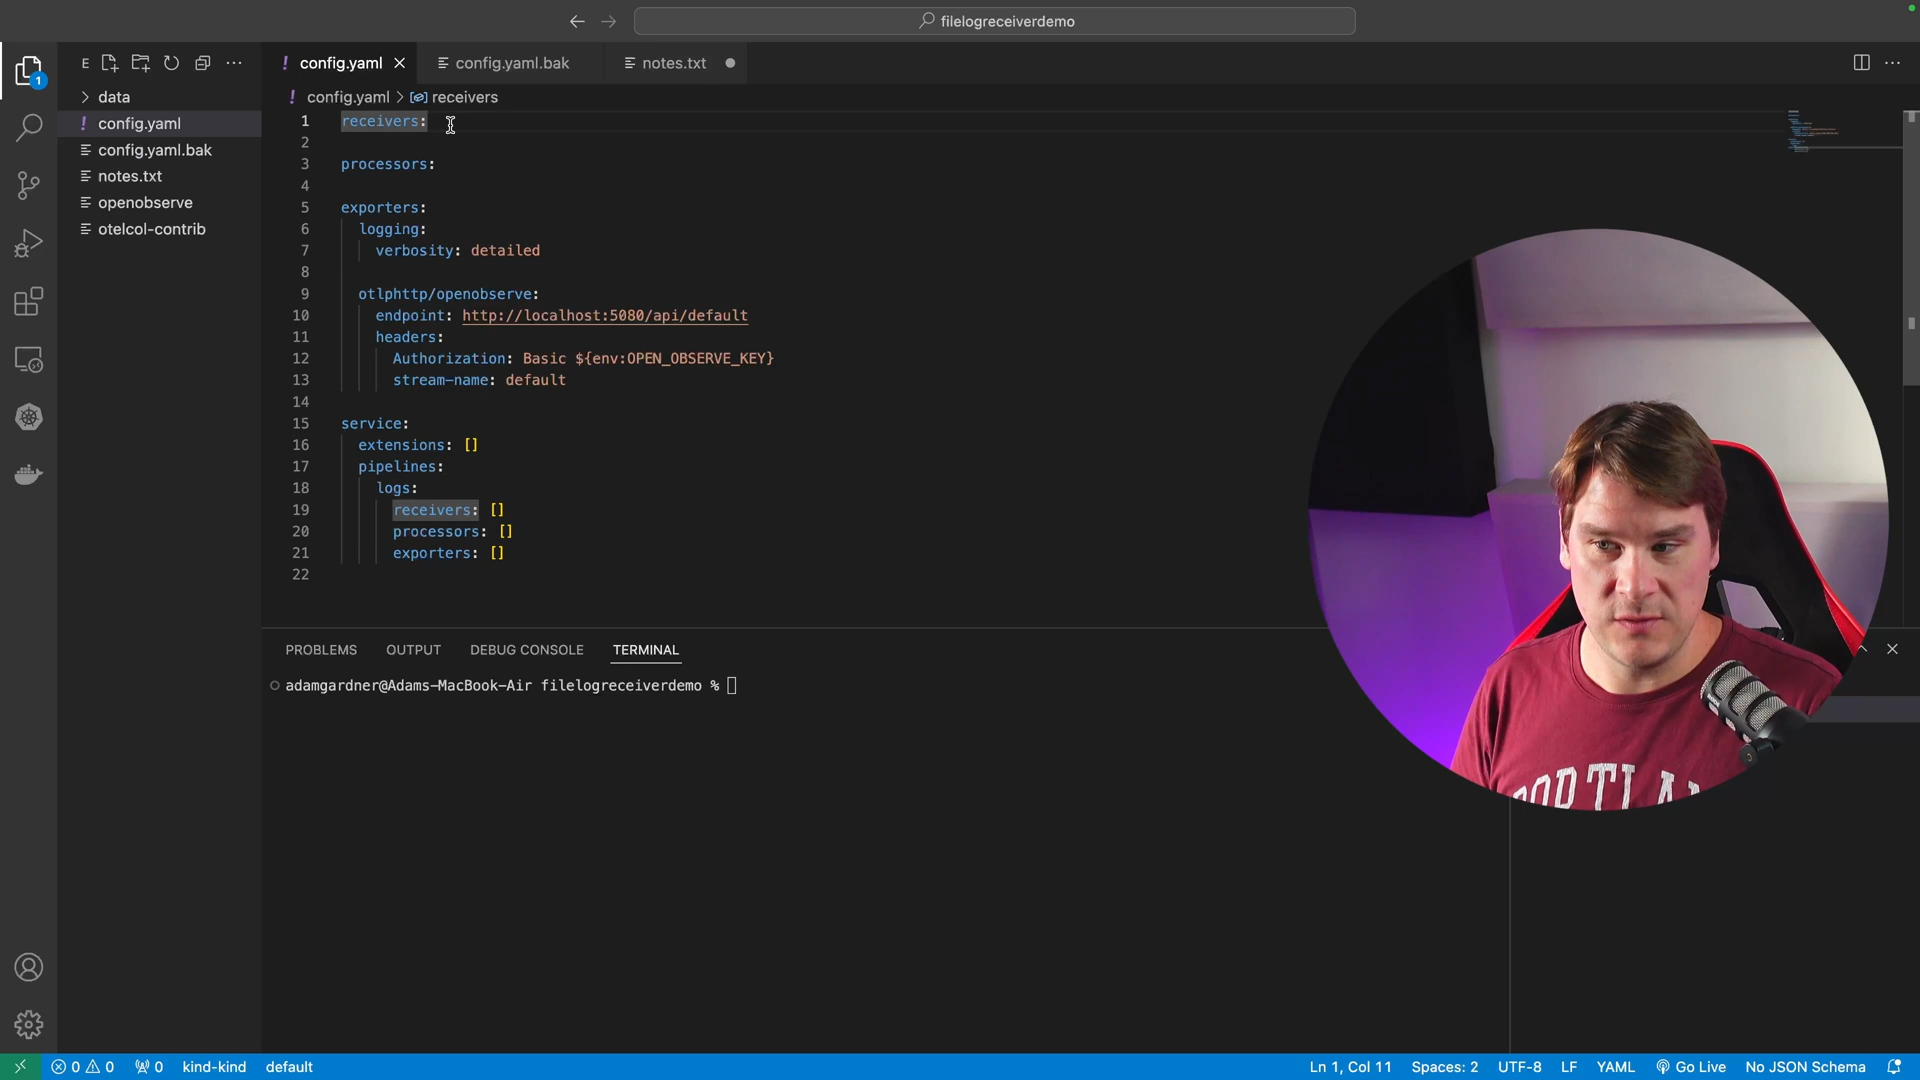 filelogreceiverdemo
1
E
config.yaml
config.yaml.bak
notes.txt
data
config.yaml
config.yaml.bak
notes.txt
openobserve
otelcol-contrib
! config.yaml > receivers
1 receivers:
2
3 processors:
4
5 exporters:
6 logging:
7 verbosity: detailed
8
9 otlphttp/openobserve:
10 endpoint: http://localhost:5080/api/default
11 headers:
12 Authorization: Basic ${env:OPEN_OBSERVE_KEY}
13 stream-name: default
14
15 service:
16 extensions: []
17 pipelines:
18 logs:
19 receivers: []
20 processors: []
21 exporters: []
22
PROBLEMS OUTPUT DEBUG CONSOLE TERMINAL
adamgardner@Adams-MacBook-Air filelogreceiverdemo %
0 0 0 kind-kind default Ln 1, Col 11 Spaces: 2 UTF-8 LF YAML Go Live No JSON Schema